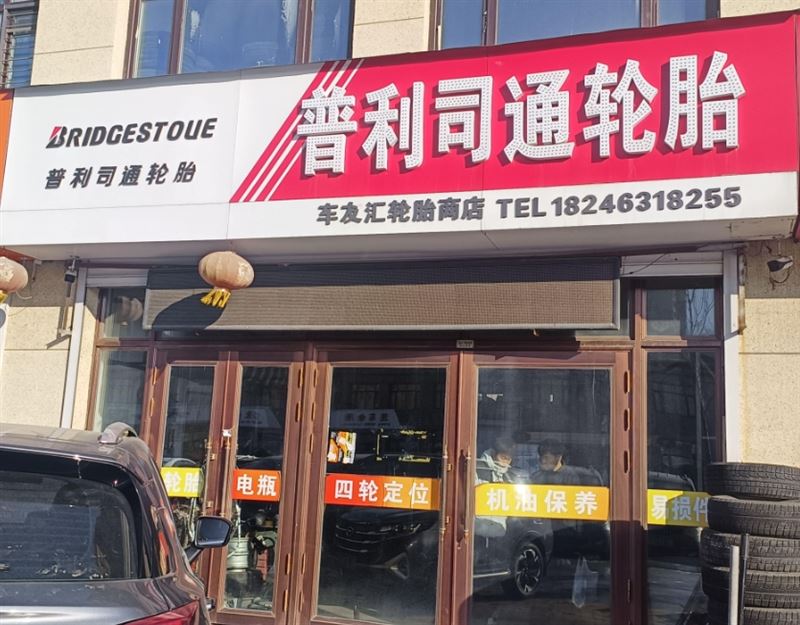 BRIDGESTOUE
普利司通轮胎
普利司通轮胎
车友汇轮胎商店 TEL 18246318255
轮胎
电瓶
四轮定位
机油保养
易损件